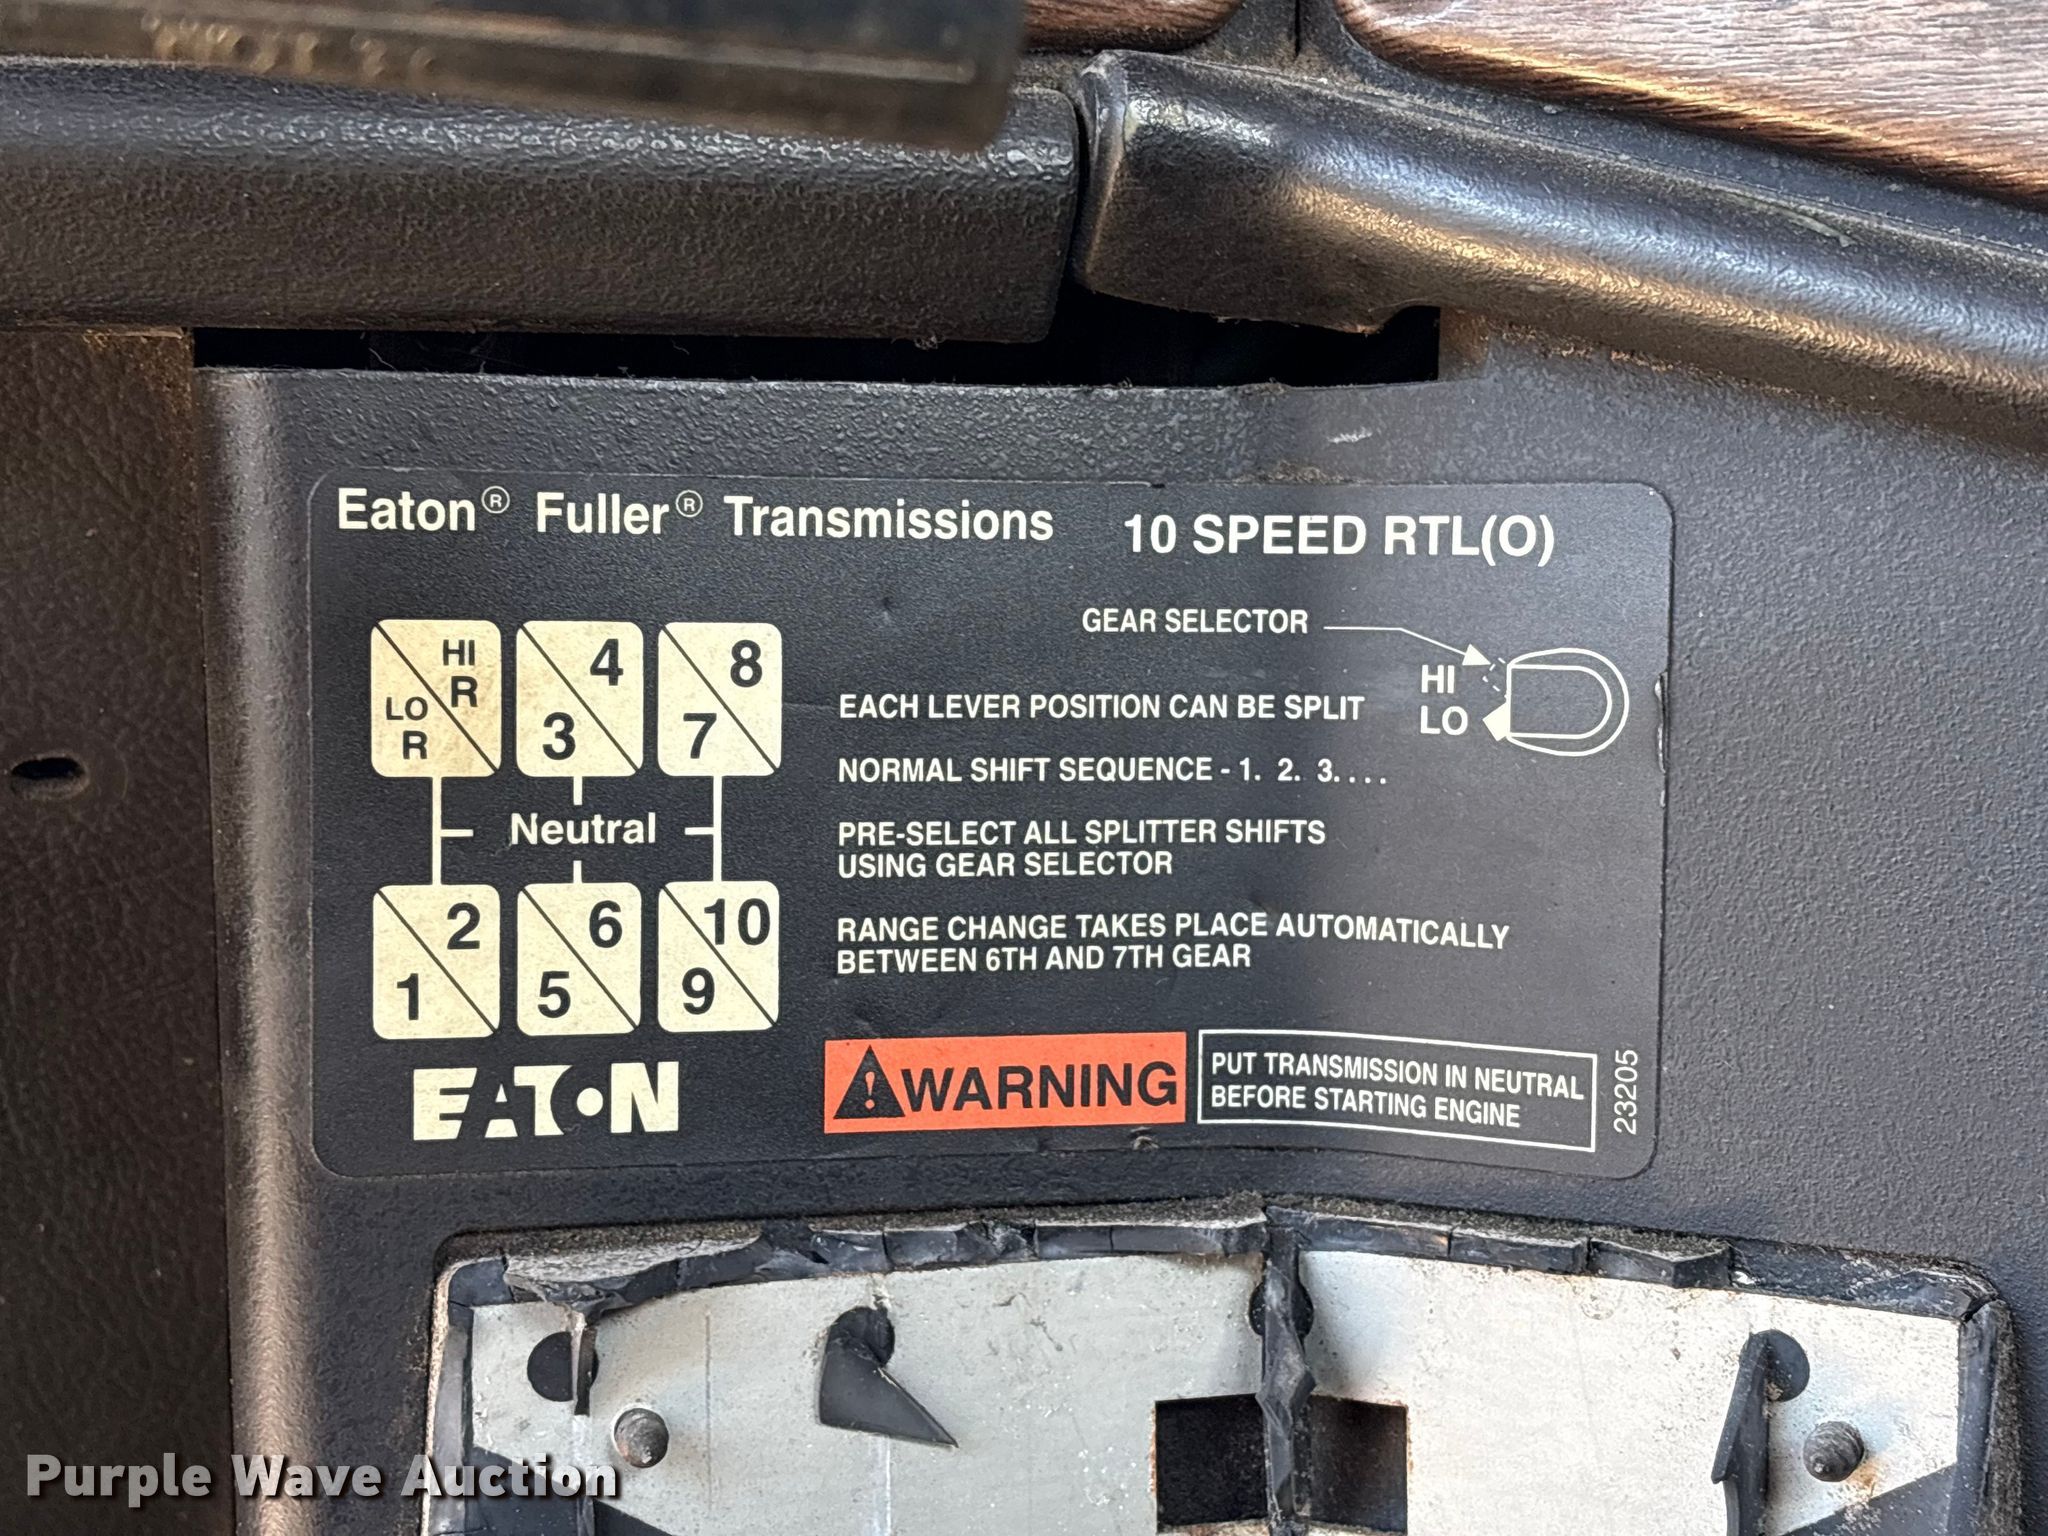 Eaton® Fuller® Transmissions 10 SPEED RTL(O)
GEAR SELECTOR
HI
LO
HI
R
LO
R
4
3
8
7
Neutral
2
1
6
5
10
9
EACH LEVER POSITION CAN BE SPLIT
NORMAL SHIFT SEQUENCE - 1. 2. 3. . . .
PRE-SELECT ALL SPLITTER SHIFTS
USING GEAR SELECTOR
RANGE CHANGE TAKES PLACE AUTOMATICALLY
BETWEEN 6TH AND 7TH GEAR
EATON
WARNING
PUT TRANSMISSION IN NEUTRAL
BEFORE STARTING ENGINE
23205
Purple Wave Auction